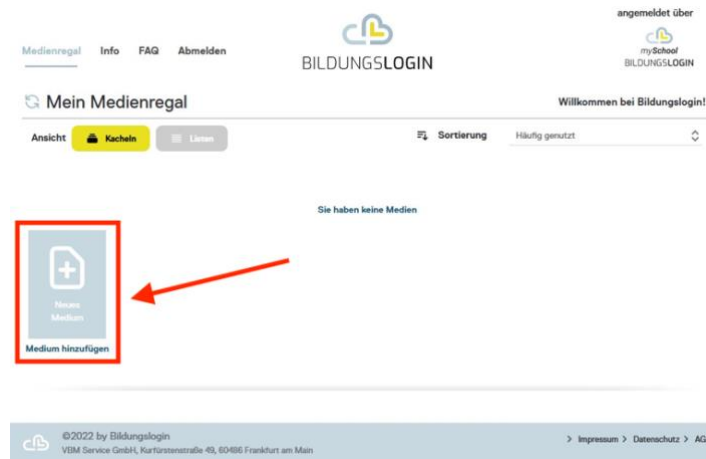 angemeldet über
Medienregal Info FAQ Abmelden
BILDUNGSLOGIN
mySchool
BILDUNGSLOGIN
Mein Medienregal
Willkommen bei Bildungslogin!
Ansicht Kacheln Listen
Sortierung Häufig genutzt
Sie haben keine Medien
Neues
Medium
Medium hinzufügen
©2022 by Bildungslogin
VBM Service GmbH, Kurfürstenstraße 49, 60486 Frankfurt am Main
> Impressum > Datenschutz > AG